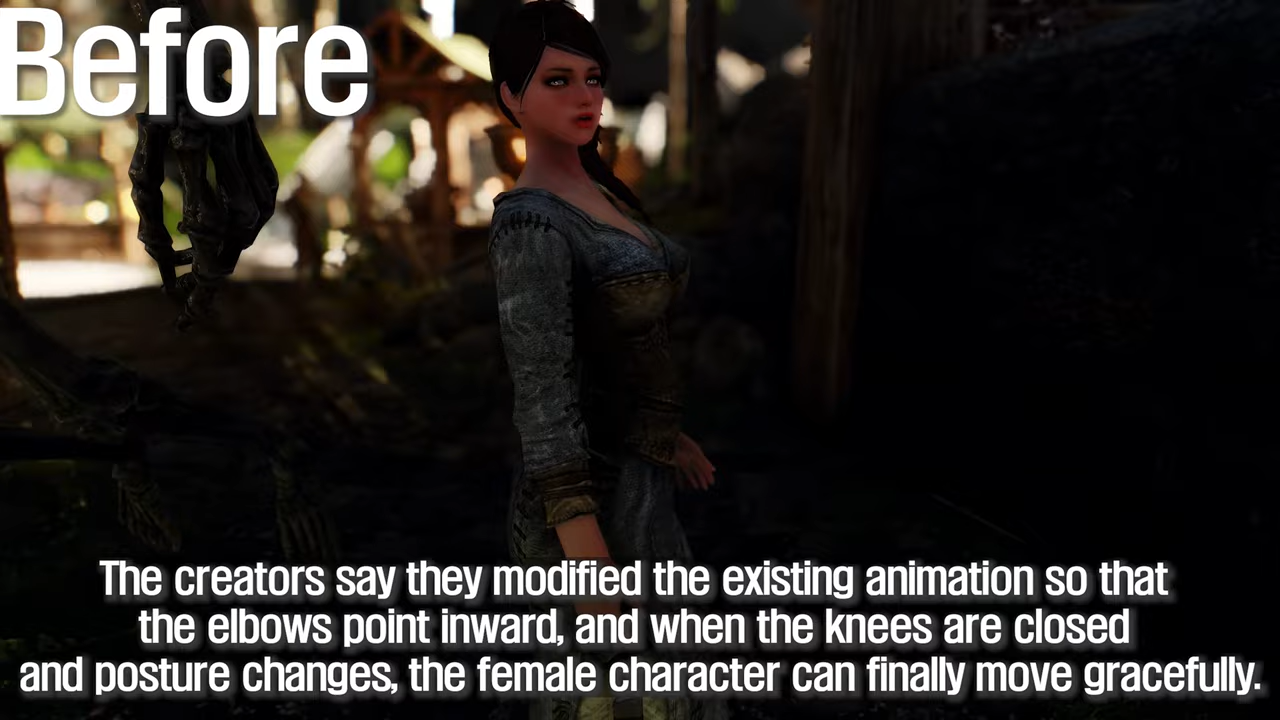 Before
The creators say they modified the existing animation so that
the elbows point inward, and when the knees are closed
and posture changes, the female character can finally move gracefully.